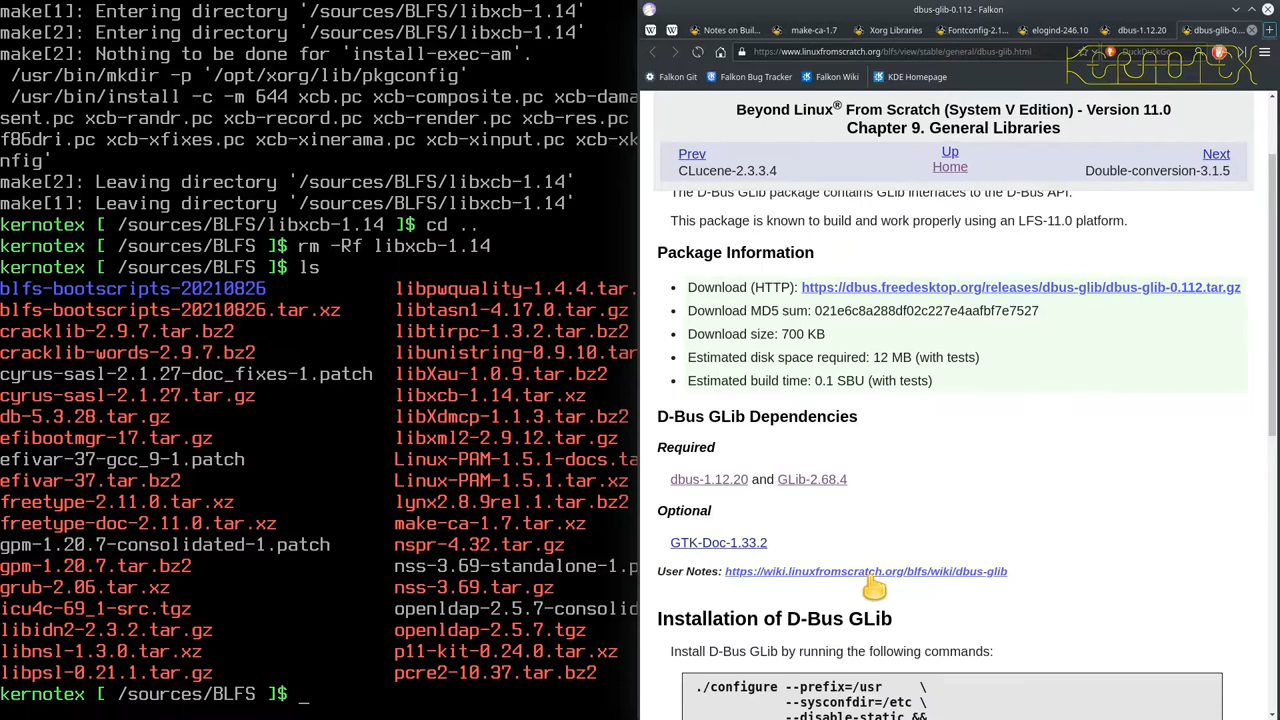 make[1]: Entering directory '/sources/BLFS/libxcb-1.14'
make[2]: Entering directory '/sources/BLFS/libxcb-1.14'
make[2]: Nothing to be done for 'install-exec-am'.
/usr/bin/mkdir -p '/opt/xorg/lib/pkgconfig'
/usr/bin/install -c -m 644 xcb.pc xcb-composite.pc xcb-dama
sent.pc xcb-randr.pc xcb-record.pc xcb-render.pc xcb-res.pc
f86dri.pc xcb-xfixes.pc xcb-xinerama.pc xcb-xinput.pc xcb-xk
nfig'
make[2]: Leaving directory '/sources/BLFS/libxcb-1.14'
make[1]: Leaving directory '/sources/BLFS/libxcb-1.14'
kernotex [ /sources/BLFS/libxcb-1.14 ]$ cd ..
kernotex [ /sources/BLFS ]$ rm -Rf libxcb-1.14
kernotex [ /sources/BLFS ]$ ls
blfs-bootscripts-20210826 libpwquality-1.4.4.tar.
blfs-bootscripts-20210826.tar.xz libtasn1-4.17.0.tar.gz
cracklib-2.9.7.tar.bz2 libtirpc-1.3.2.tar.bz2
cracklib-words-2.9.7.bz2 libunistring-0.9.10.tar
cyrus-sasl-2.1.27-doc_fixes-1.patch libXau-1.0.9.tar.bz2
cyrus-sasl-2.1.27.tar.gz libxcb-1.14.tar.xz
db-5.3.28.tar.gz libXdmcp-1.1.3.tar.bz2
efibootmgr-17.tar.gz libxml2-2.9.12.tar.gz
efivar-37-gcc_9-1.patch Linux-PAM-1.5.1-docs.ta
efivar-37.tar.bz2 Linux-PAM-1.5.1.tar.xz
freetype-2.11.0.tar.xz lynx2.8.9rel.1.tar.bz2
freetype-doc-2.11.0.tar.xz make-ca-1.7.tar.xz
gpm-1.20.7-consolidated-1.patch nspr-4.32.tar.gz
gpm-1.20.7.tar.bz2 nss-3.69-standalone-1.p
grub-2.06.tar.xz nss-3.69.tar.gz
icu4c-69_1-src.tgz openldap-2.5.7-consolid
libidn2-2.3.2.tar.gz openldap-2.5.7.tgz
libnsl-1.3.0.tar.xz p11-kit-0.24.0.tar.xz
libpsl-0.21.1.tar.gz pcre2-10.37.tar.bz2
kernotex [ /sources/BLFS ]$ _
dbus-glib-0.112 - Falkon
Notes on Buil... make-ca-1.7 Xorg Libraries Fontconfig-2.1... elogind-246.10 dbus-1.12.20 dbus-glib-0....
https://www.linuxfromscratch.org/blfs/view/stable/general/dbus-glib.html DuckDuckGo
KERNOTEX
Falkon Git Falkon Bug Tracker Falkon Wiki KDE Homepage
Beyond Linux® From Scratch (System V Edition) - Version 11.0
Chapter 9. General Libraries
Prev Up Next
CLucene-2.3.3.4 Home Double-conversion-3.1.5
The D-Bus GLib package contains GLib interfaces to the D-Bus API.
This package is known to build and work properly using an LFS-11.0 platform.
Package Information
• Download (HTTP): https://dbus.freedesktop.org/releases/dbus-glib/dbus-glib-0.112.tar.gz
• Download MD5 sum: 021e6c8a288df02c227e4aafbf7e7527
• Download size: 700 KB
• Estimated disk space required: 12 MB (with tests)
• Estimated build time: 0.1 SBU (with tests)
D-Bus GLib Dependencies
Required
dbus-1.12.20 and GLib-2.68.4
Optional
GTK-Doc-1.33.2
User Notes: https://wiki.linuxfromscratch.org/blfs/wiki/dbus-glib
Installation of D-Bus GLib
Install D-Bus GLib by running the following commands:
./configure --prefix=/usr \
--sysconfdir=/etc \
--disable-static &&